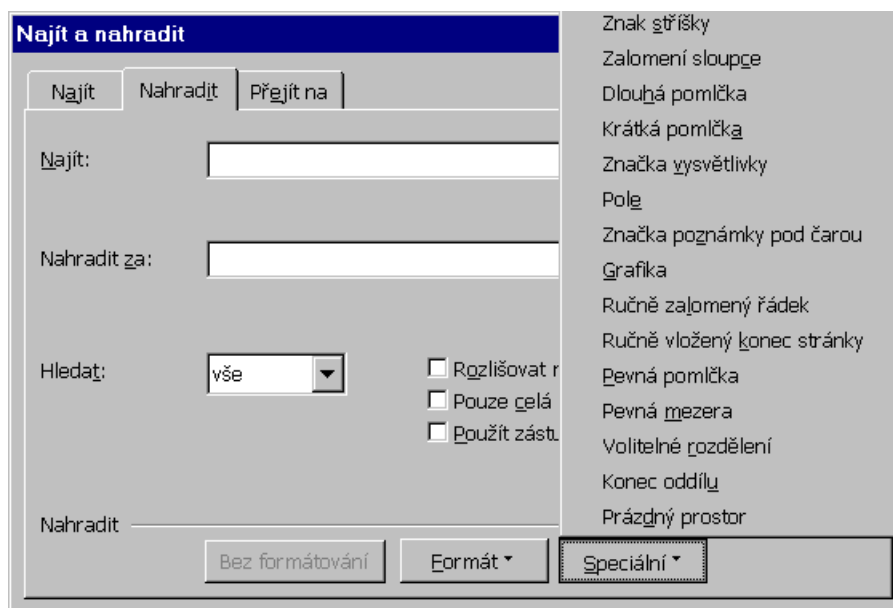 Najít a nahradit
Najít
Nahradit
Přejít na
Najít:
Nahradit za:
Hledat:
vše
Rozlišovat
Pouze celá
Použít
Nahradit
Bez formátování
Formát
Speciální
Znak stříšky
Zalomení sloupce
Dlouhá pomlčka
Krátká pomlčka
Značka vysvětlivky
Pole
Značka poznámky pod čarou
Grafika
Ručně zalomený řádek
Ručně vložený konec stránky
Pevná pomlčka
Pevná mezera
Volitelné rozdělení
Konec oddílu
Prázdný prostor